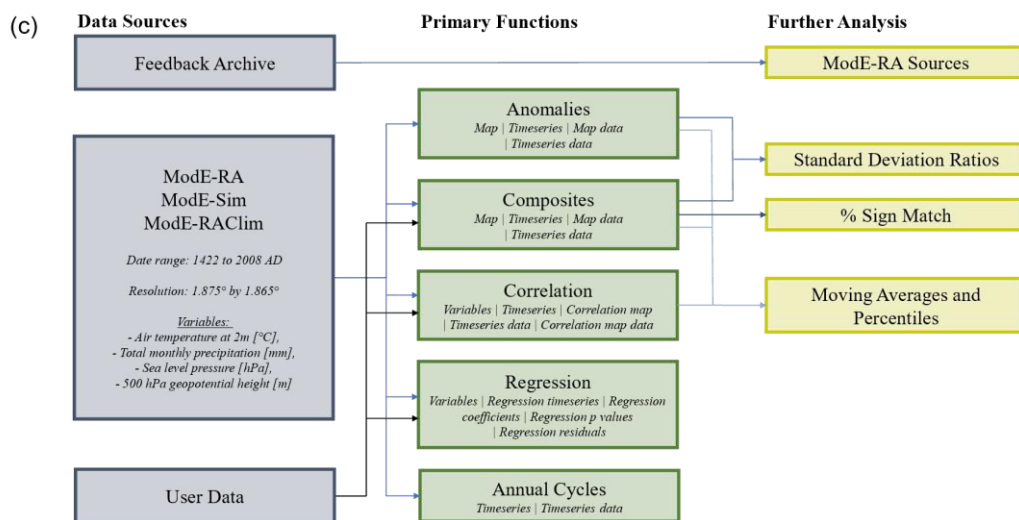 (c)
Data Sources
Primary Functions
Further Analysis
Feedback Archive
ModE-RA Sources
ModE-RA
ModE-Sim
ModE-RAClim
Date range: 1422 to 2008 AD
Resolution: 1.875° by 1.865°
Variables:
- Air temperature at 2m [°C],
- Total monthly precipitation [mm],
- Sea level pressure [hPa],
- 500 hPa geopotential height [m]
User Data
Anomalies
Map | Timeseries | Map data
| Timeseries data
Composites
Map | Timeseries | Map data
| Timeseries data
Correlation
Variables | Timeseries | Correlation map
| Timeseries data | Correlation map data
Regression
Variables | Regression timeseries | Regression
coefficients | Regression p values
| Regression residuals
Annual Cycles
Timeseries | Timeseries data
Standard Deviation Ratios
% Sign Match
Moving Averages and
Percentiles